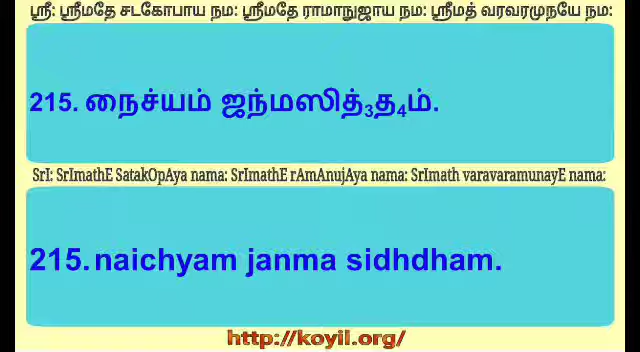 ஸ்ரீ: ஸ்ரீமதே சடகோபாய நம: ஸ்ரீமதே ராமாநுஜாய நம: ஸ்ரீமத் வரவரமுநயே நம:
215. நைச்யம் ஜந்மஸித்₃த₄ம்.
SrI: SrImathE SatakOpAya nama: SrImathE rAmAnujAya nama: SrImath varavaramunayE nama:
215. naichyam janma sidhdham.
http://koyil.org/